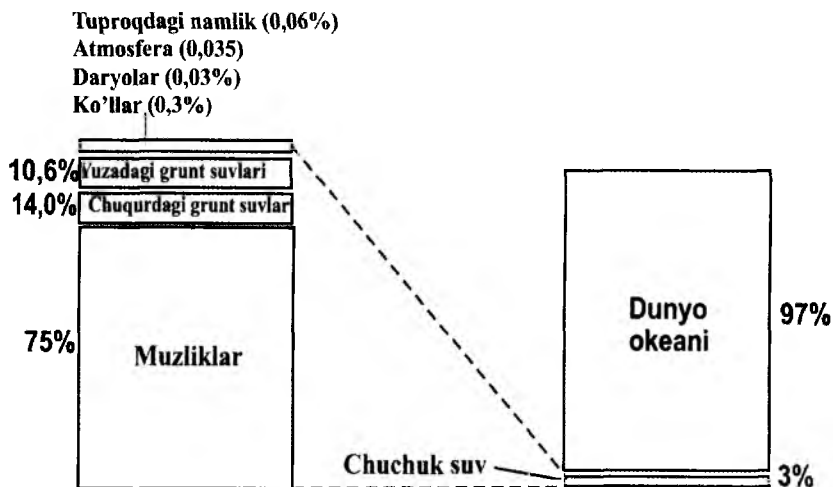 Tuproqdagi namlik (0,06%)
Atmosfera (0,035)
Daryolar (0,03%)
Ko'llar (0,3%)
10,6%
Yuzadagi grunt suvlari
14,0%
Chuqurdagi grunt suvlar
75%
Muzliklar
Dunyo
okeani
97%
Chuchuk suv
3%